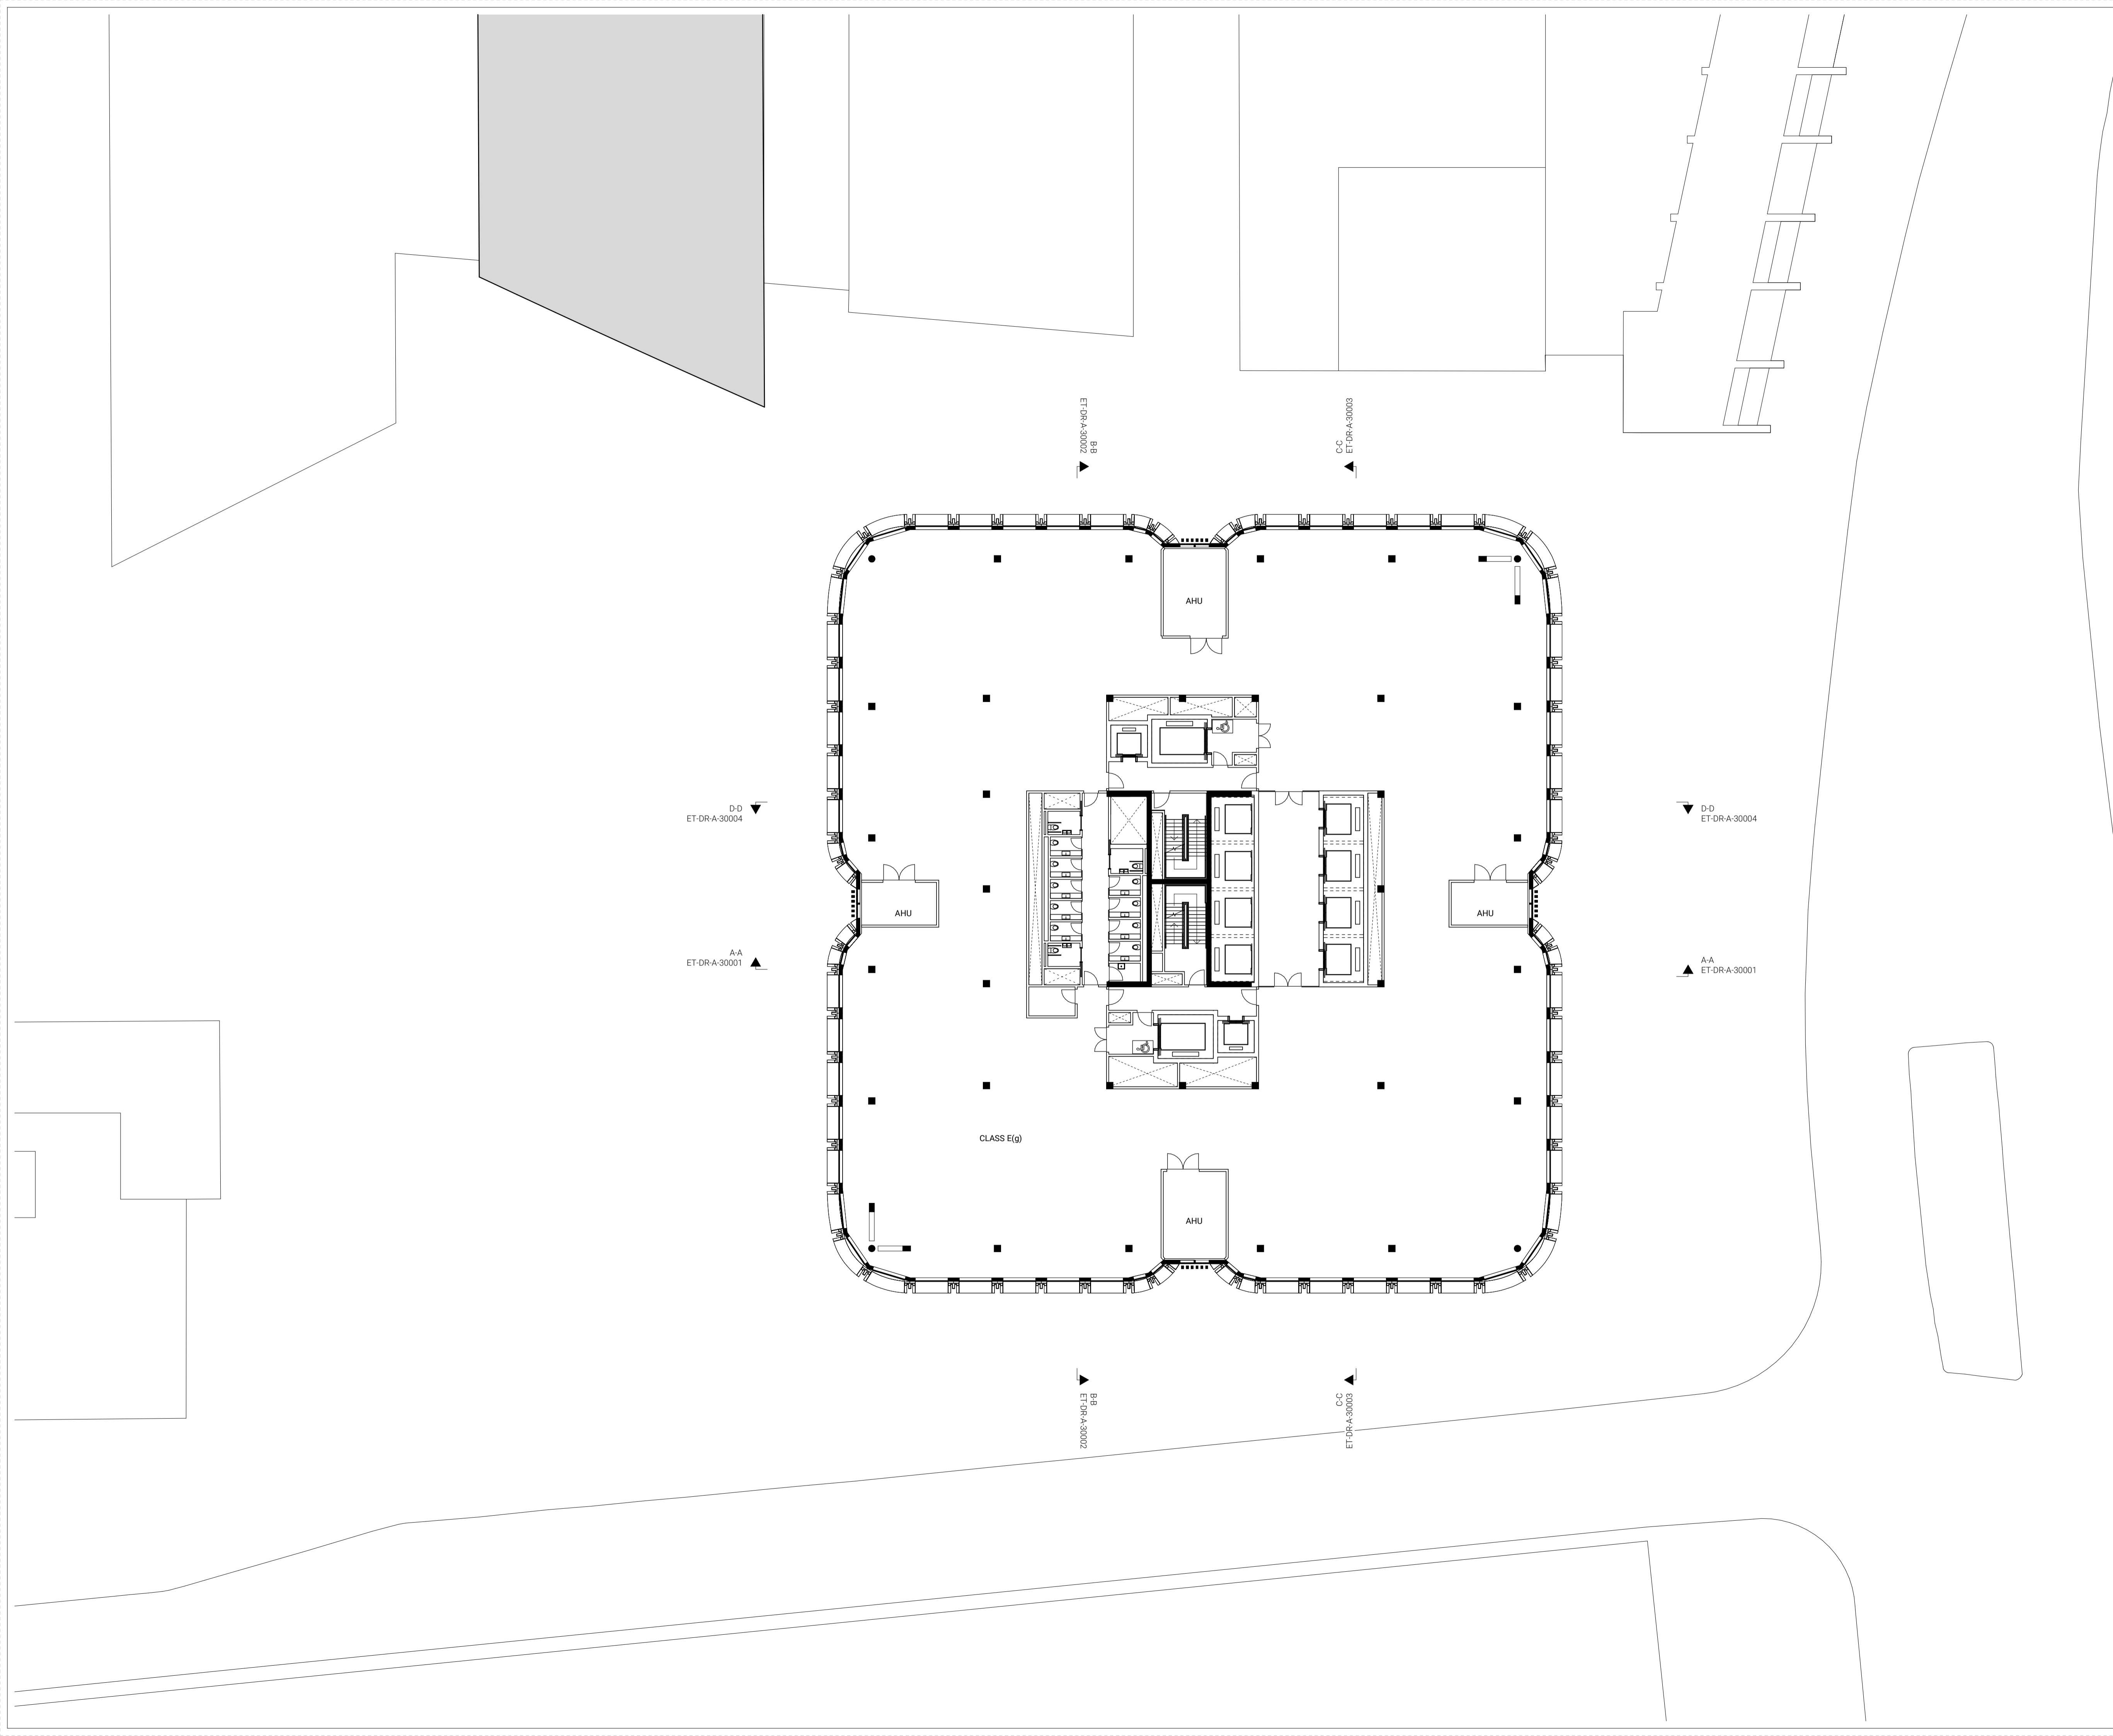 B-B
ET-DR-A-30002
C-C
ET-DR-A-30003
AHU
D-D
ET-DR-A-30004
D-D
ET-DR-A-30004
AHU
AHU
A-A
ET-DR-A-30001
A-A
ET-DR-A-30001
CLASS E(g)
AHU
B-B
ET-DR-A-30002
C-C
ET-DR-A-30003